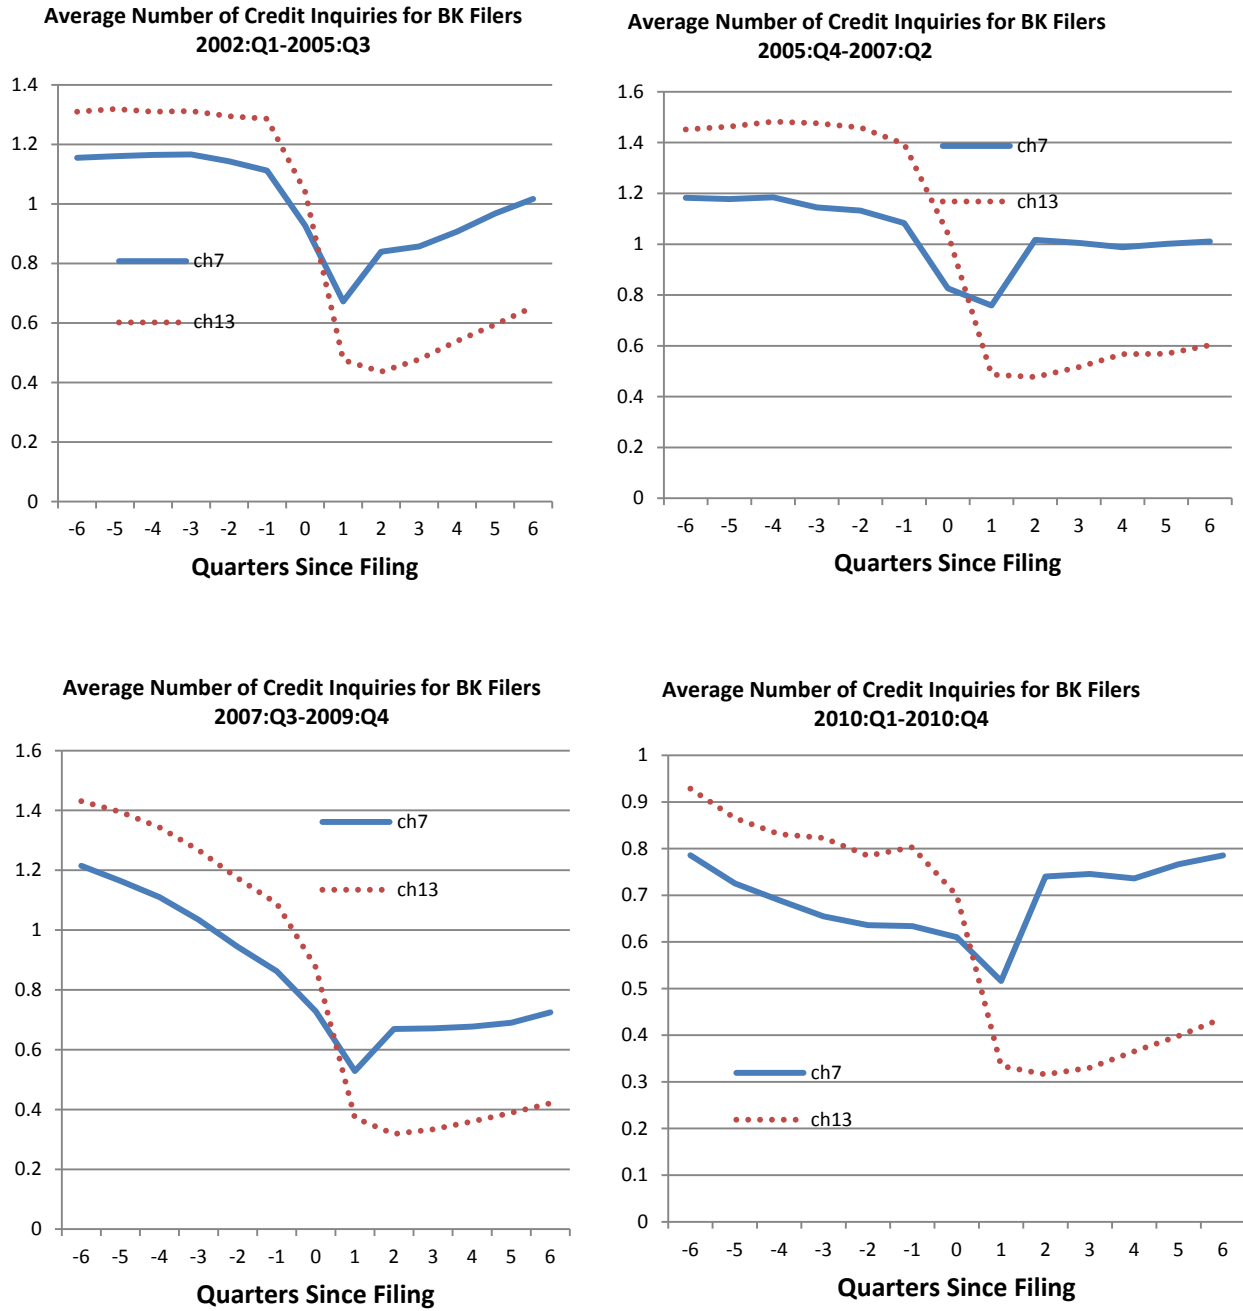 Average Number of Credit Inquiries for BK Filers
2002:Q1-2005:Q3
1.4
1.2
1
0.8
0.6
0.4
0.2
0
ch7
ch13
-6 -5 -4 -3 -2 -1 0 1 2 3 4 5 6
Quarters Since Filing
Average Number of Credit Inquiries for BK Filers
2005:Q4-2007:Q2
1.6
1.4
1.2
1
0.8
0.6
0.4
0.2
0
ch7
ch13
-6 -5 -4 -3 -2 -1 0 1 2 3 4 5 6
Quarters Since Filing
Average Number of Credit Inquiries for BK Filers
2007:Q3-2009:Q4
1.6
1.4
1.2
1
0.8
0.6
0.4
0.2
0
ch7
ch13
-6 -5 -4 -3 -2 -1 0 1 2 3 4 5 6
Quarters Since Filing
Average Number of Credit Inquiries for BK Filers
2010:Q1-2010:Q4
1
0.9
0.8
0.7
0.6
0.5
0.4
0.3
0.2
0.1
0
ch7
ch13
-6 -5 -4 -3 -2 -1 0 1 2 3 4 5 6
Quarters Since Filing